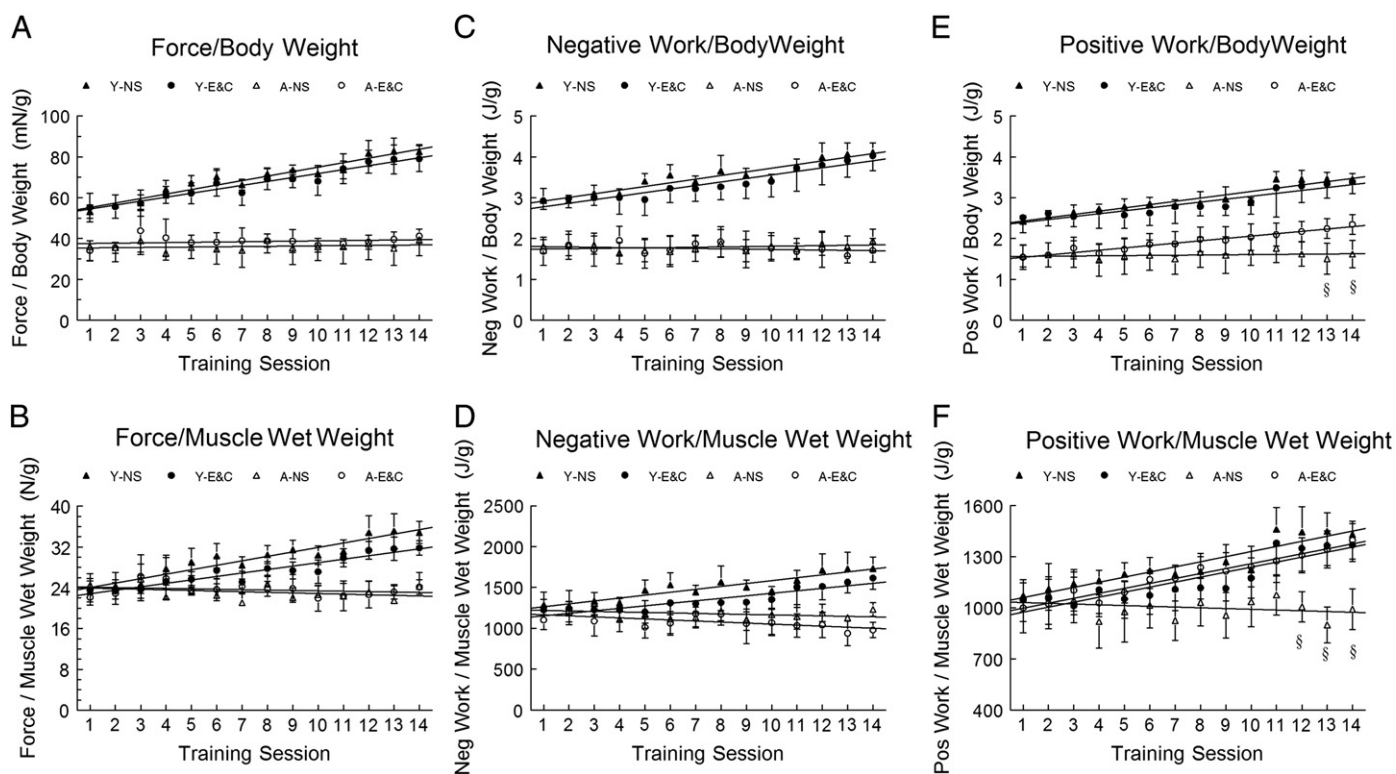 A
Force/Body Weight
Y-NS Y-E&C A-NS A-E&C
Force / Body Weight (mN/g)
100
80
60
40
20
0
1 2 3 4 5 6 7 8 9 10 11 12 13 14
Training Session
C
Negative Work/BodyWeight
Y-NS Y-E&C A-NS A-E&C
Neg Work / Body Weight (J/g)
5
4
3
2
1
0
1 2 3 4 5 6 7 8 9 10 11 12 13 14
Training Session
E
Positive Work/BodyWeight
Y-NS Y-E&C A-NS A-E&C
Pos Work / Body Weight (J/g)
5
4
3
2
1
0
§ §
1 2 3 4 5 6 7 8 9 10 11 12 13 14
Training Session
B
Force/Muscle Wet Weight
Y-NS Y-E&C A-NS A-E&C
Force / Muscle Wet Weight (N/g)
40
36
32
28
24
20
16
12
8
4
0
1 2 3 4 5 6 7 8 9 10 11 12 13 14
Training Session
D
Negative Work/Muscle Wet Weight
Y-NS Y-E&C A-NS A-E&C
Neg Work / Muscle Wet Weight (J/g)
2500
2000
1500
1000
500
0
1 2 3 4 5 6 7 8 9 10 11 12 13 14
Training Session
F
Positive Work/Muscle Wet Weight
Y-NS Y-E&C A-NS A-E&C
Pos Work / Muscle Wet Weight (J/g)
1600
1300
1000
700
400
§ § §
1 2 3 4 5 6 7 8 9 10 11 12 13 14
Training Session